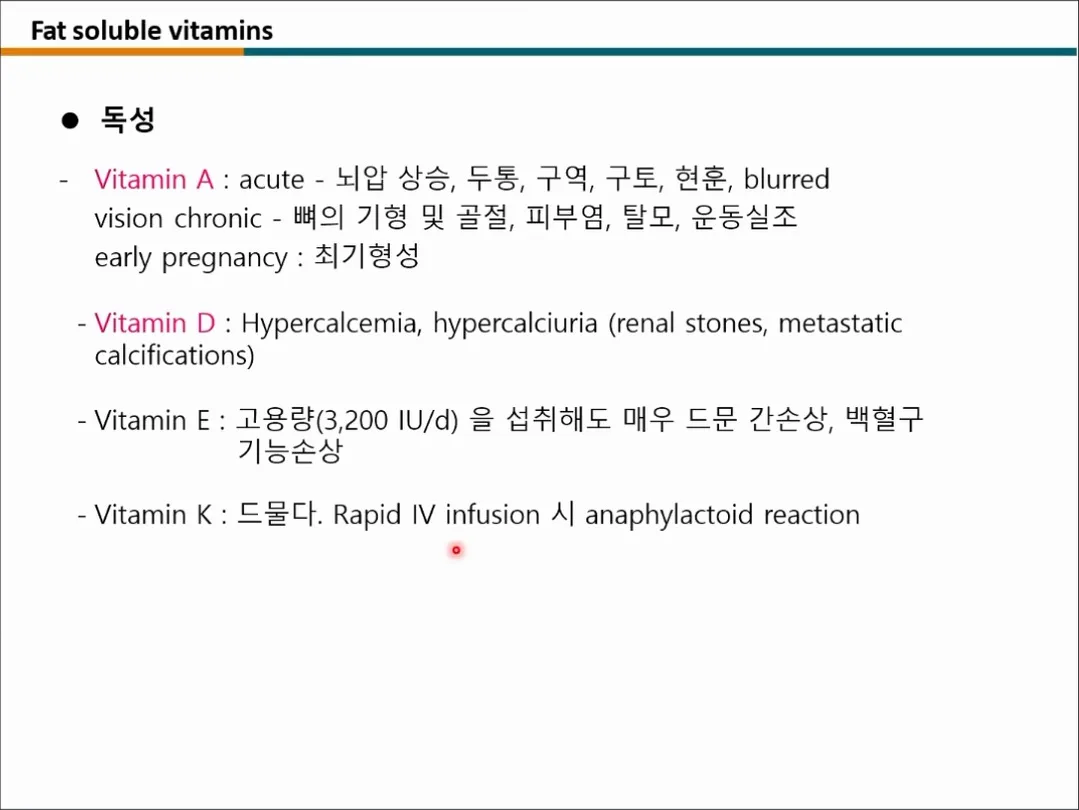 Fat soluble vitamins
● 독성
- Vitamin A : acute - 뇌압 상승, 두통, 구역, 구토, 현훈, blurred
vision chronic - 뼈의 기형 및 골절, 피부염, 탈모, 운동실조
early pregnancy : 최기형성
- Vitamin D : Hypercalcemia, hypercalciuria (renal stones, metastatic
calcifications)
- Vitamin E : 고용량(3,200 IU/d) 을 섭취해도 매우 드문 간손상, 백혈구
기능손상
- Vitamin K : 드물다. Rapid IV infusion 시 anaphylactoid reaction